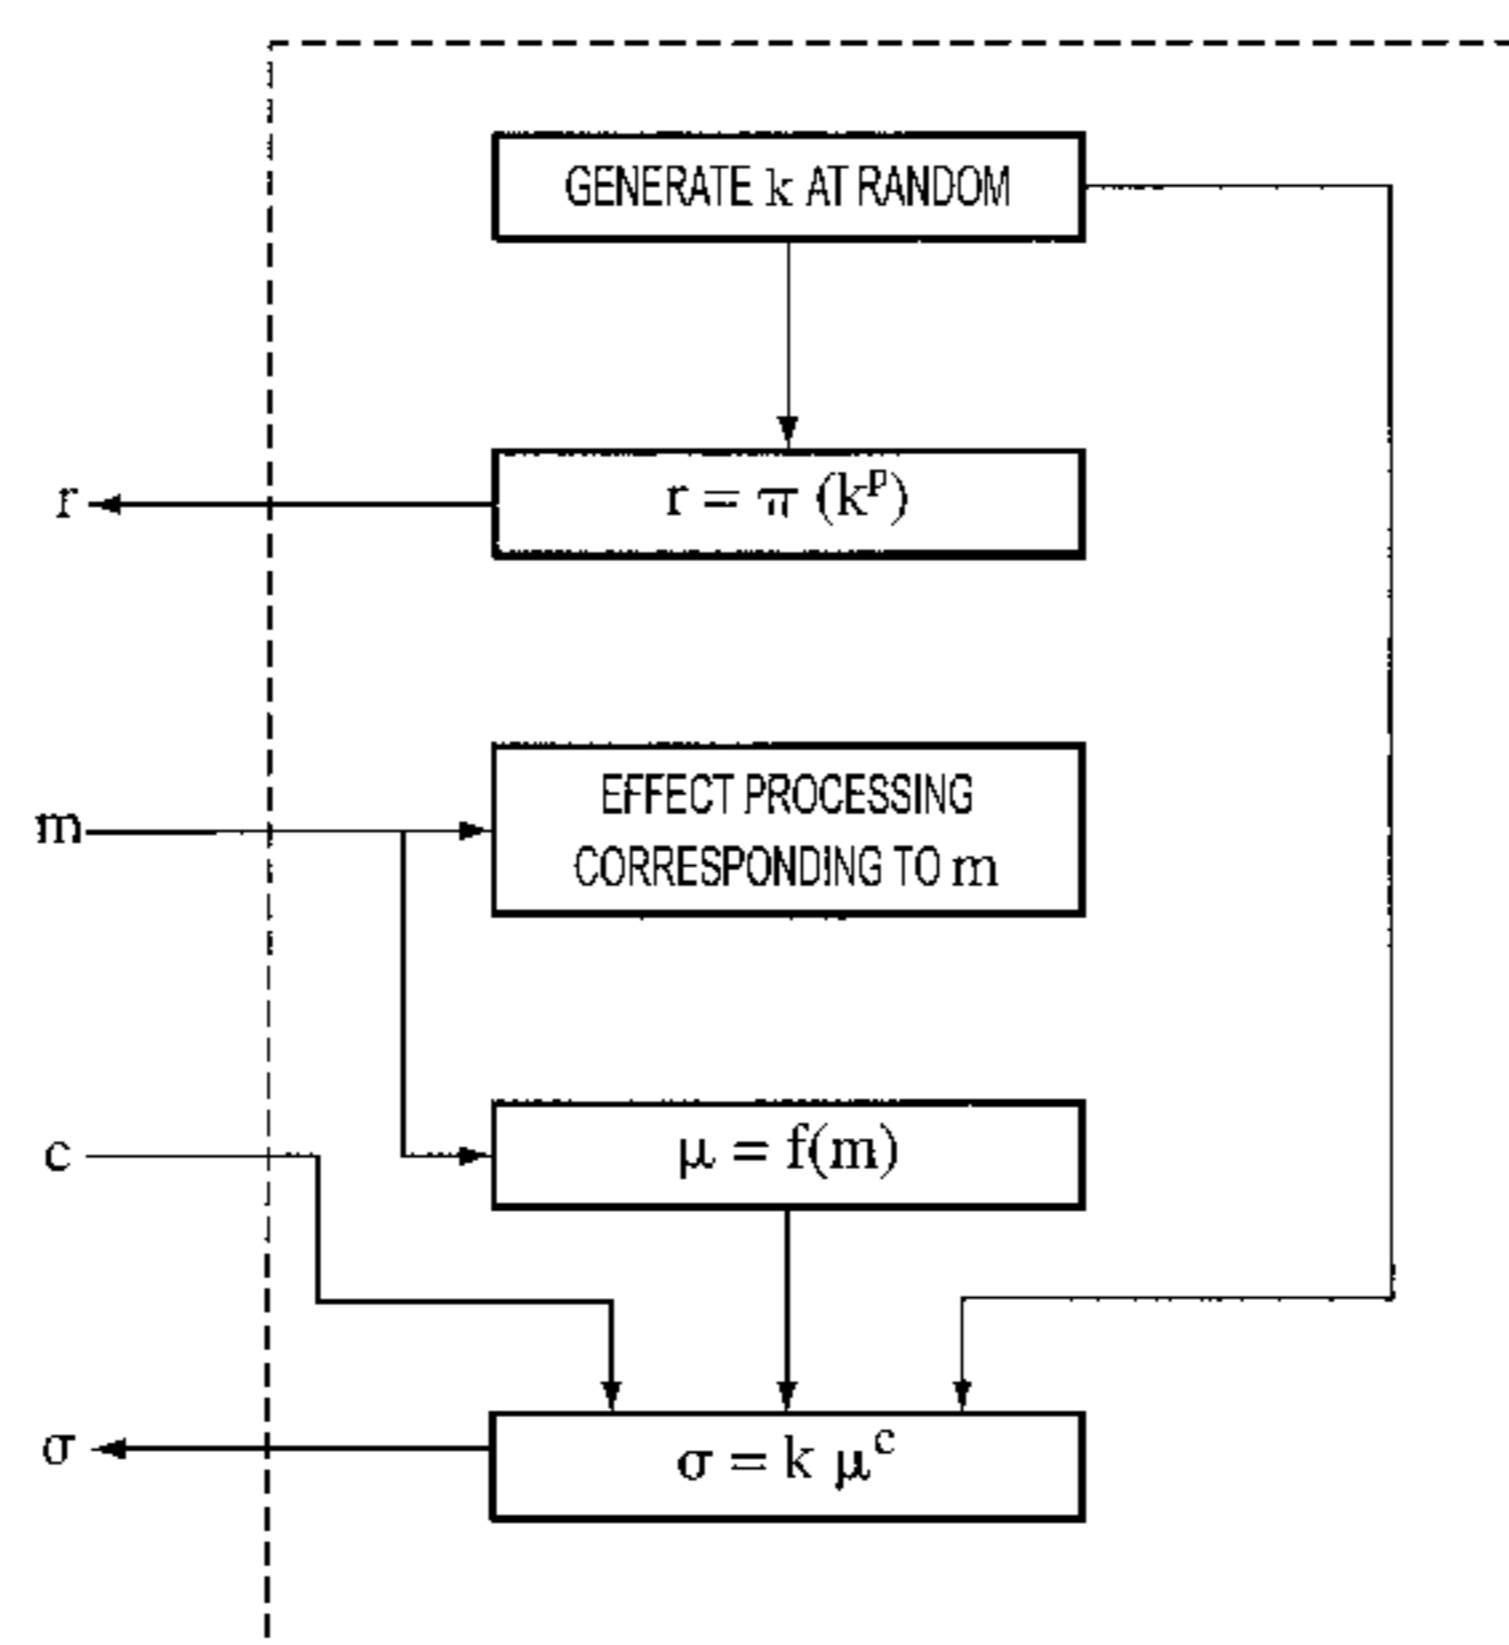 GENERATE k AT RANDOM
r
r = π (k^p)
m
EFFECT PROCESSING
CORRESPONDING TO m
c
μ = f(m)
σ
σ = k μ^c